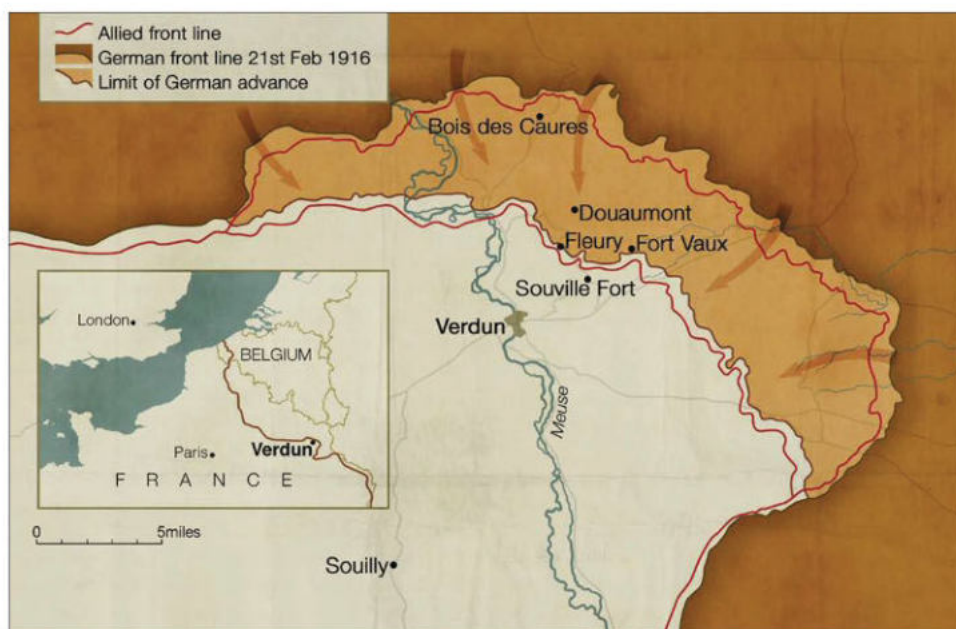 Allied front line
German front line 21st Feb 1916
Limit of German advance
Bois des Caures
Douaumont
Fleury
Fort Vaux
Souville Fort
Verdun
Meuse
London
BELGIUM
Paris
Verdun
FRANCE
0 5miles
Souilly